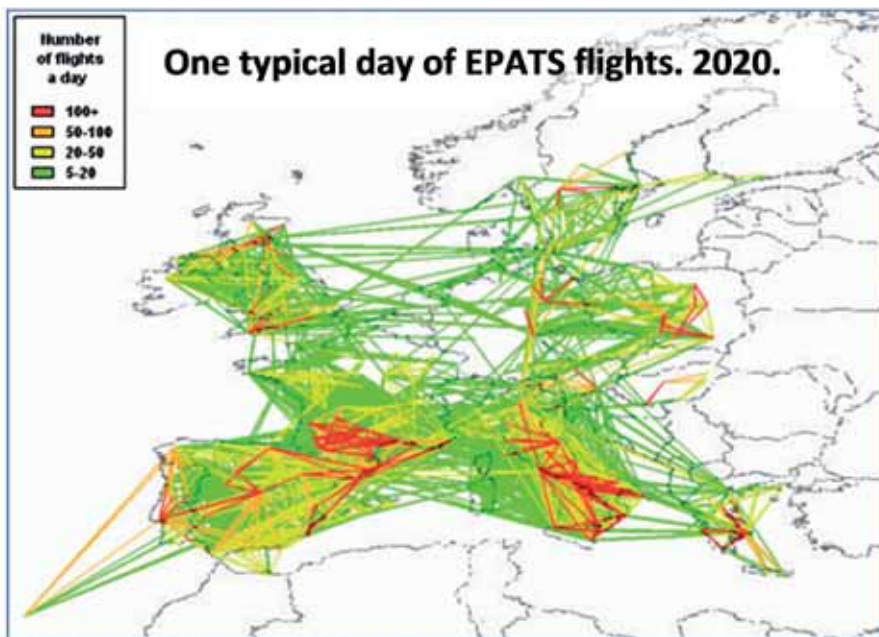 Number
of flights
a day
100+
50-100
20-50
5-20
One typical day of EPATS flights. 2020.